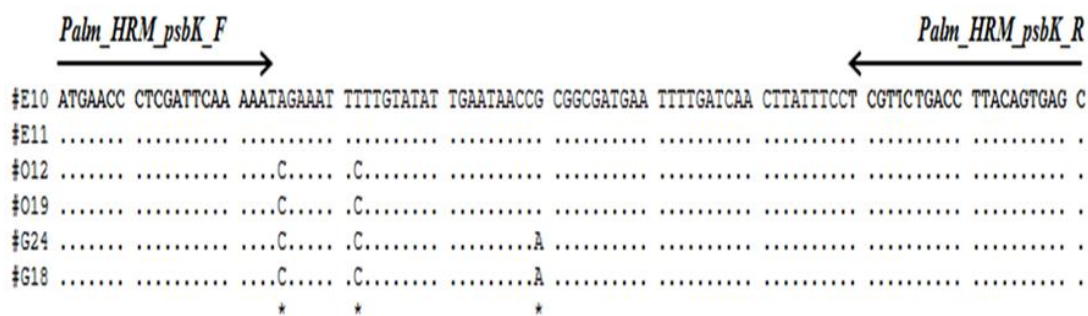 Palm_HRM_psbK_F Palm_HRM_psbK_R
#E10 ATGAACC CTCGATTCAA AAATAGAAAT TTTTGTATAT TGAATAACCG CGGCGATGAA TTTTGATCAA CTTATTTCCT CGTTCTGACC TTACAGTGAG C
#E11 ....... .......... .......... .......... .......... .......... .......... .......... .......... .......... .
#O12 ....... .......... ....C..... .C........ .......... .......... .......... .......... .......... .......... .
#O19 ....... .......... ....C..... .C........ .......... .......... .......... .......... .......... .......... .
#G24 ....... .......... ....C..... .C........ .........A .......... .......... .......... .......... .......... .
#G18 ....... .......... ....C..... .C........ .........A .......... .......... .......... .......... .......... .
* * *